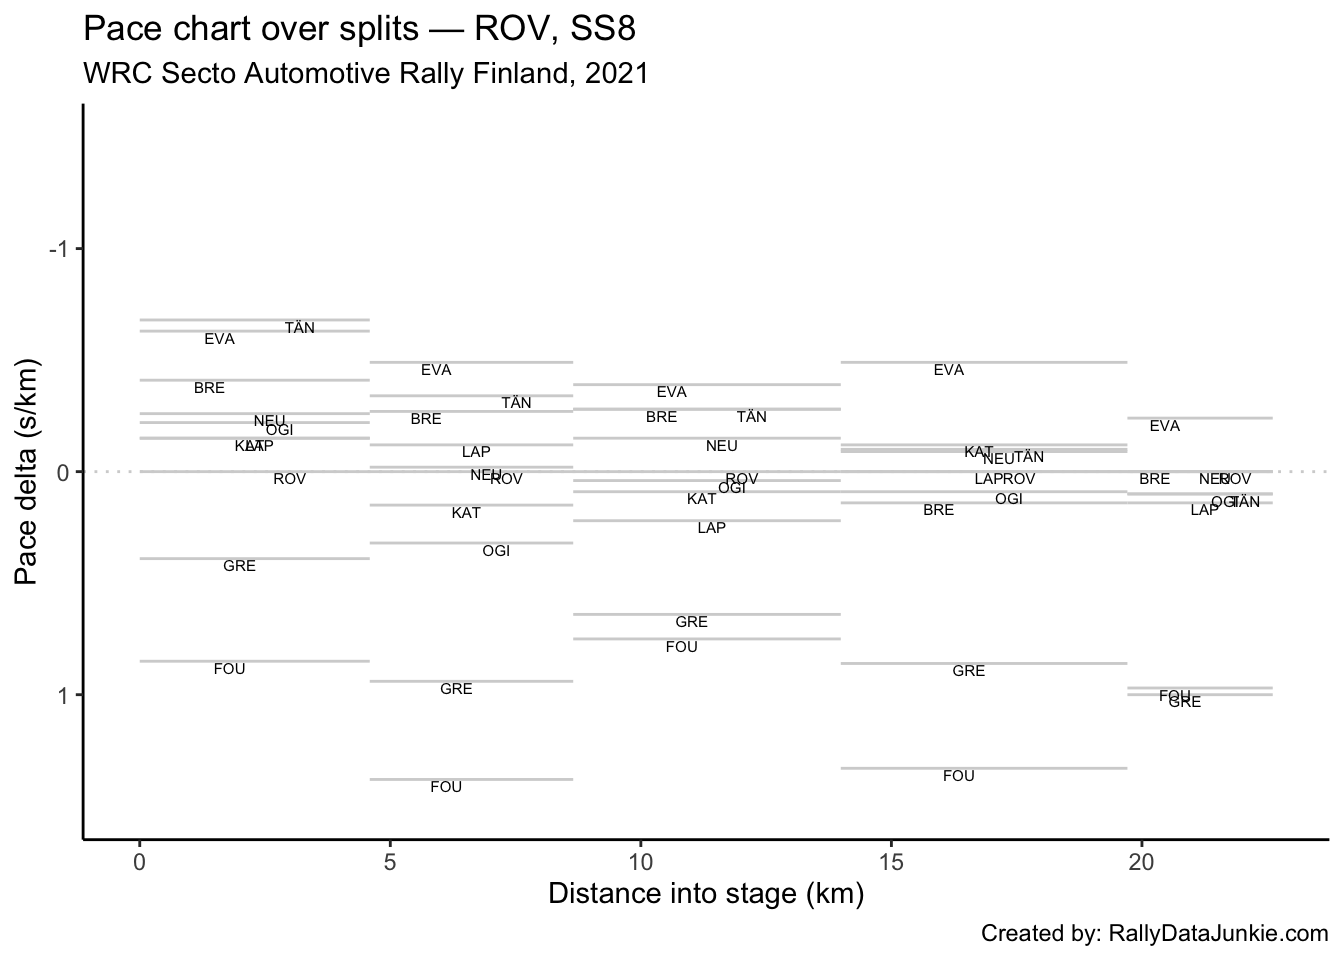 Pace chart over splits — ROV, SS8
WRC Secto Automotive Rally Finland, 2021
Pace delta (s/km)
-1
0
1
TÄN
EVA
BRE
NEU
OGI
KAT
LAP
ROV
GRE
FOU
EVA
TÄN
BRE
LAP
NEU
ROV
KAT
OGI
GRE
FOU
EVA
BRE
TÄN
NEU
ROV
OGI
KAT
LAP
GRE
FOU
EVA
KAT
TÄN
NEU
LAP
ROV
OGI
BRE
GRE
FOU
EVA
BRE
NEU
ROV
OGI
TÄN
LAP
FOU
GRE
0 5 10 15 20
Distance into stage (km)
Created by: RallyDataJunkie.com